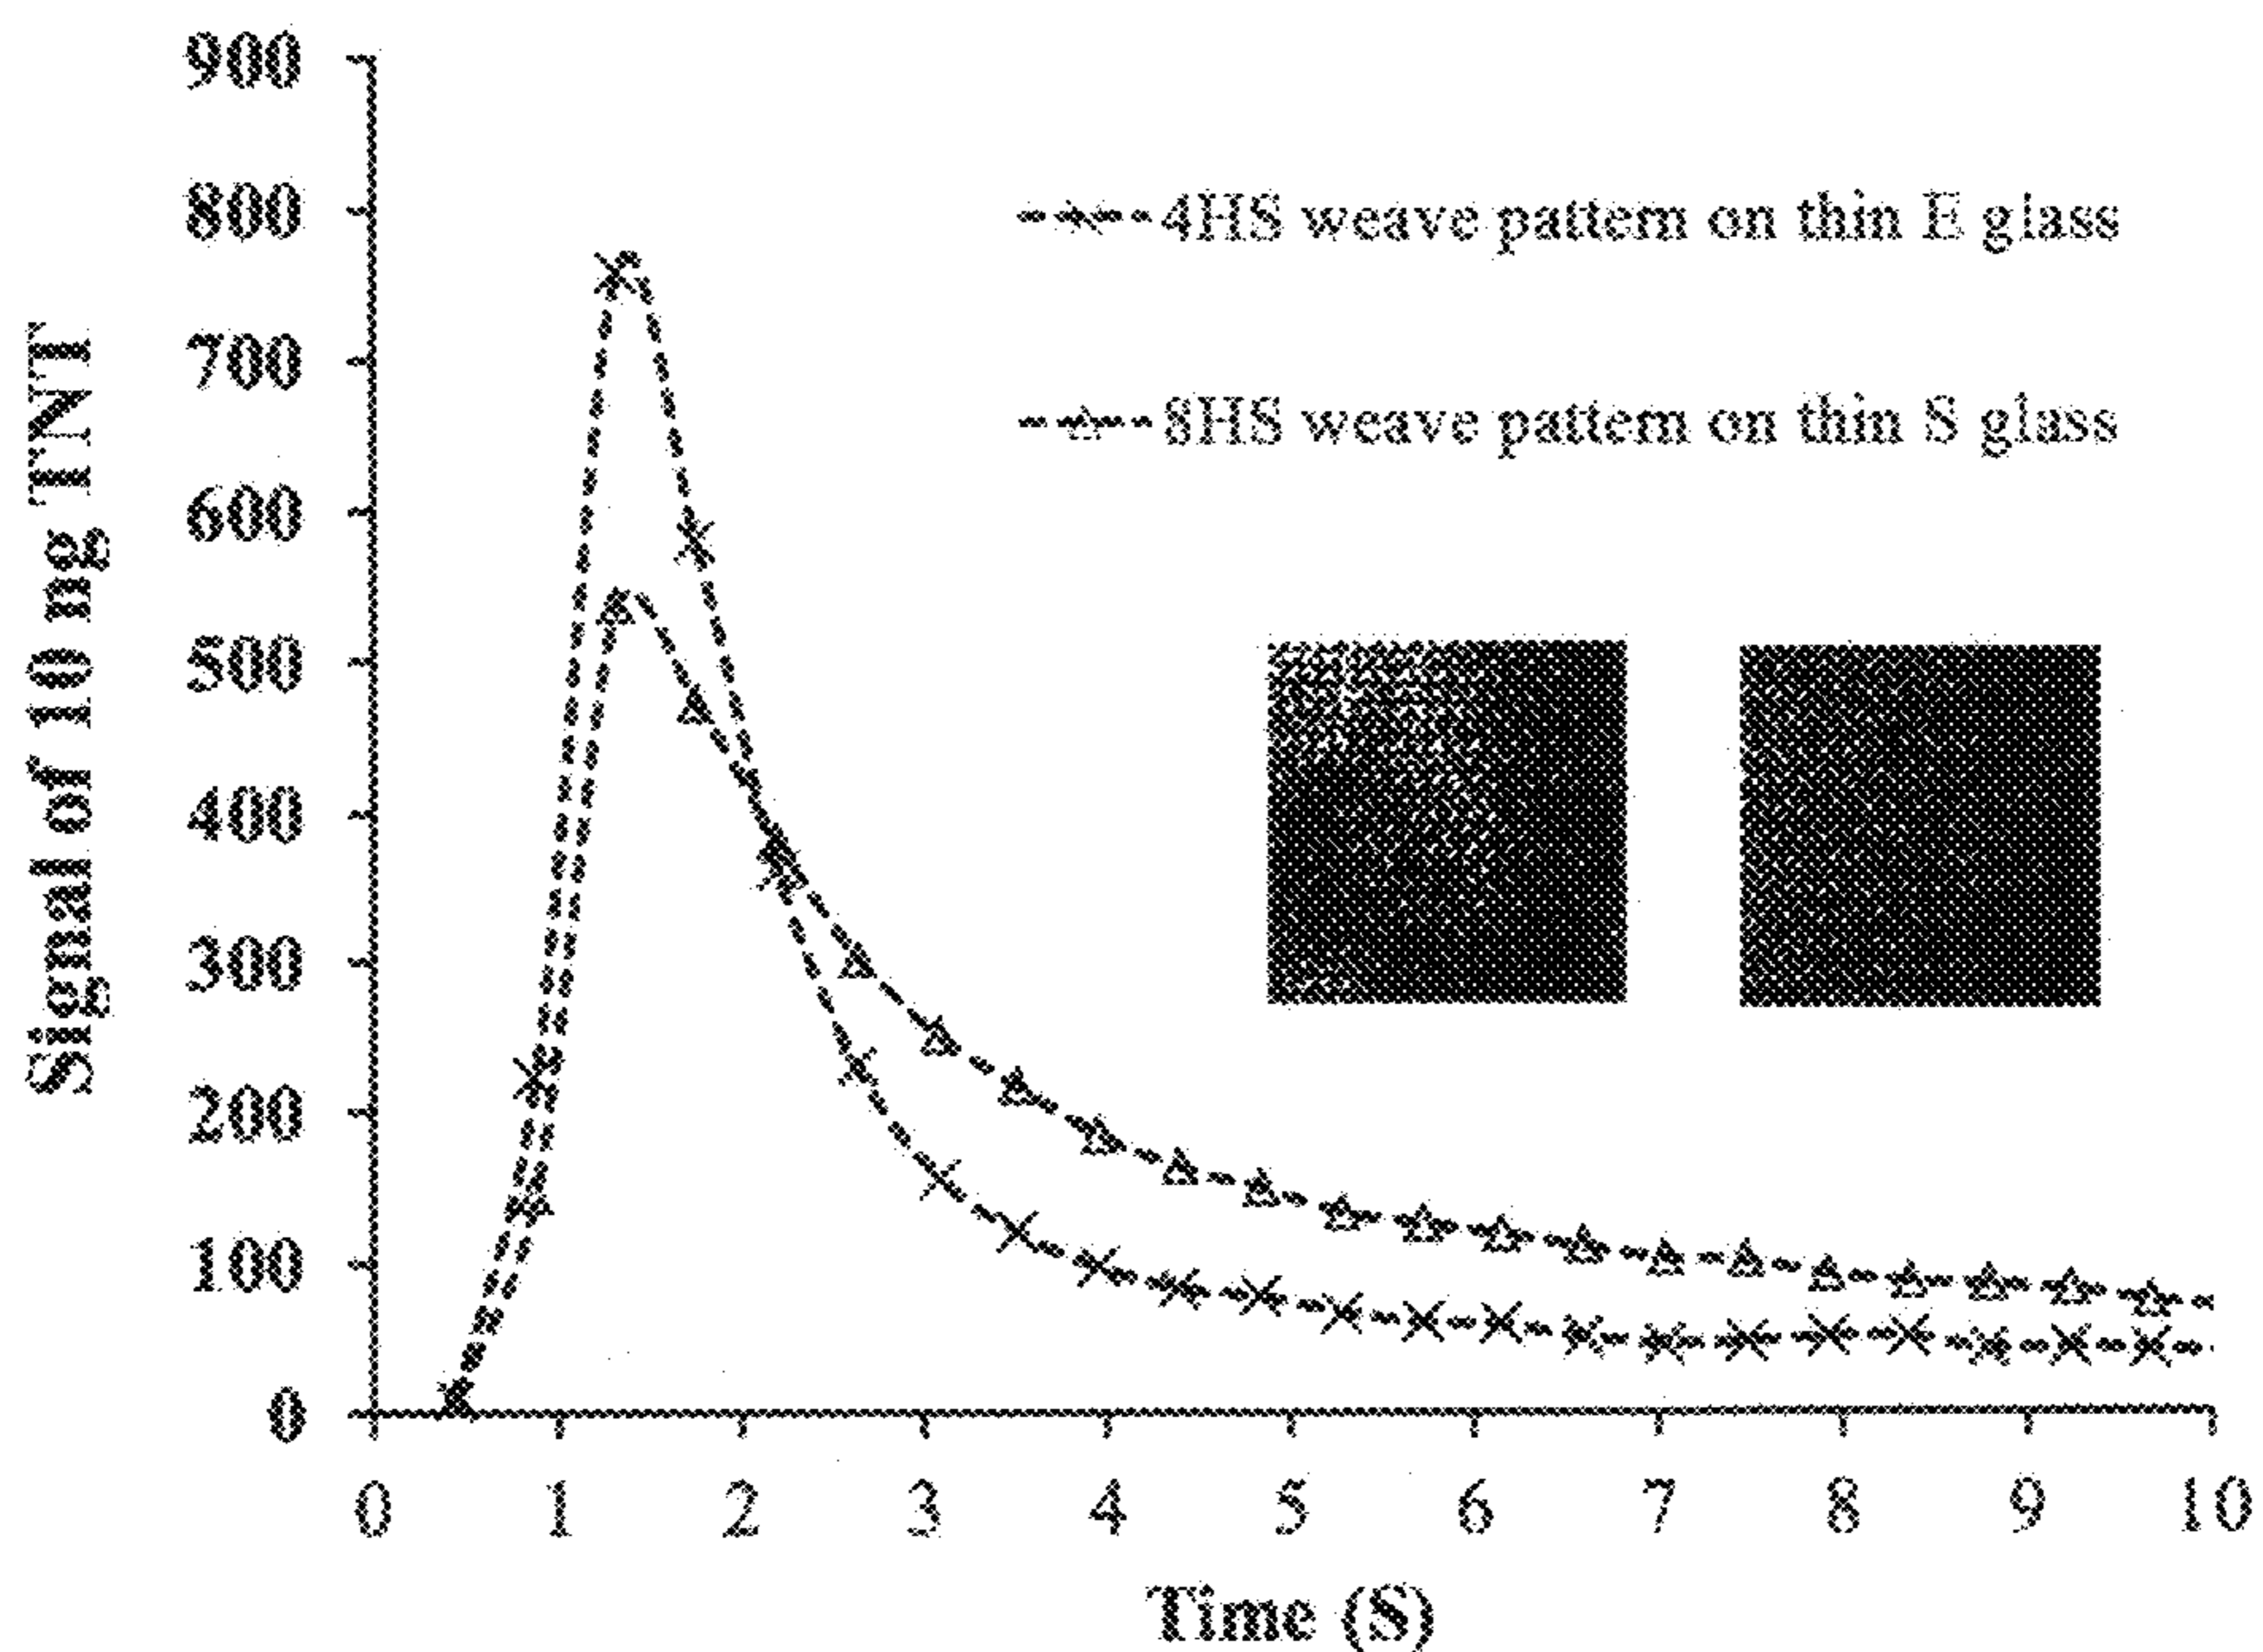 Signal of 10 ng TNT
900
800
700
600
500
400
300
200
100
0
4HS weave pattern on thin E glass
8HS weave pattern on thin S glass
0 1 2 3 4 5 6 7 8 9 10
Time (S)